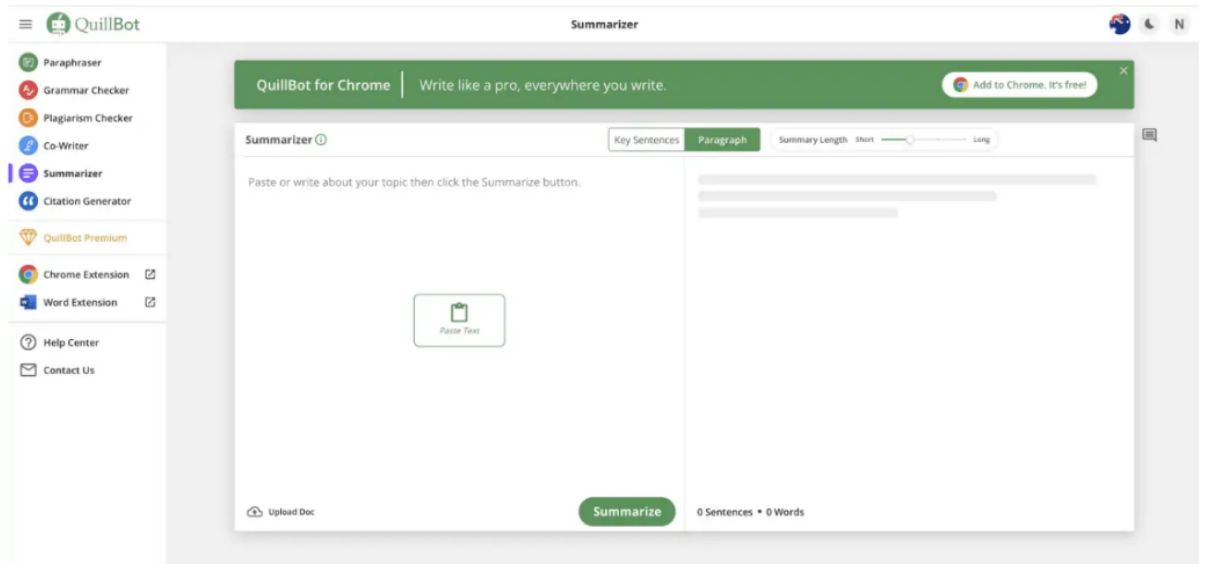 QuillBot
Summarizer
N
Paraphraser
Grammar Checker
Plagiarism Checker
Co-Writer
Summarizer
Citation Generator
QuillBot Premium
Chrome Extension
Word Extension
Help Center
Contact Us
QuillBot for Chrome Write like a pro, everywhere you write.
Add to Chrome. It's free!
Summarizer
Key Sentences Paragraph Summary Length Short Long
Paste or write about your topic then click the Summarize button.
Paste Text
Upload Doc
Summarize
0 Sentences • 0 Words